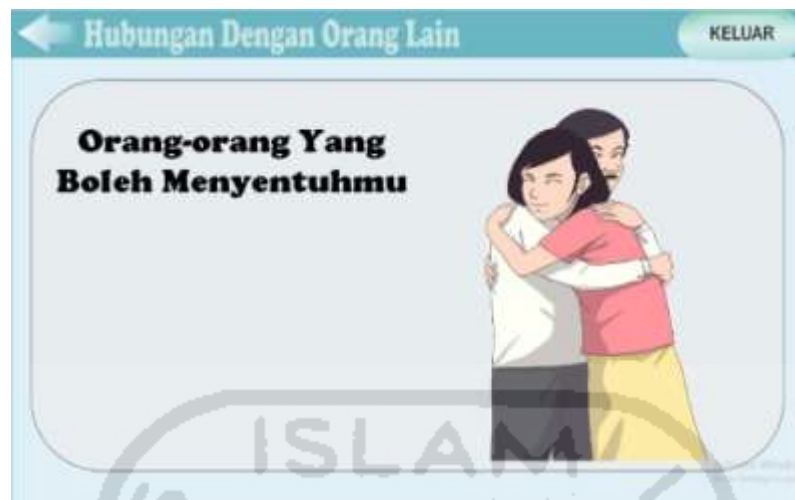 Hubungan Dengan Orang Lain
KELUAR
Orang-orang Yang
Boleh Menyentuhmu
ISLAM